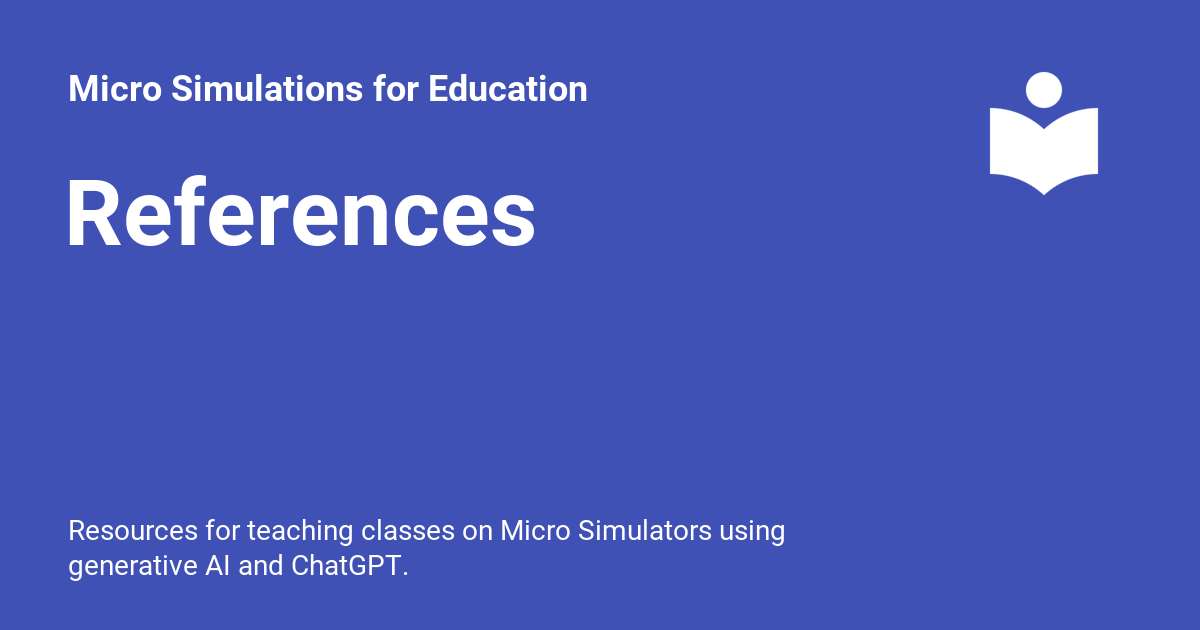 Micro Simulations for Education
References
Resources for teaching classes on Micro Simulators using
generative AI and ChatGPT.